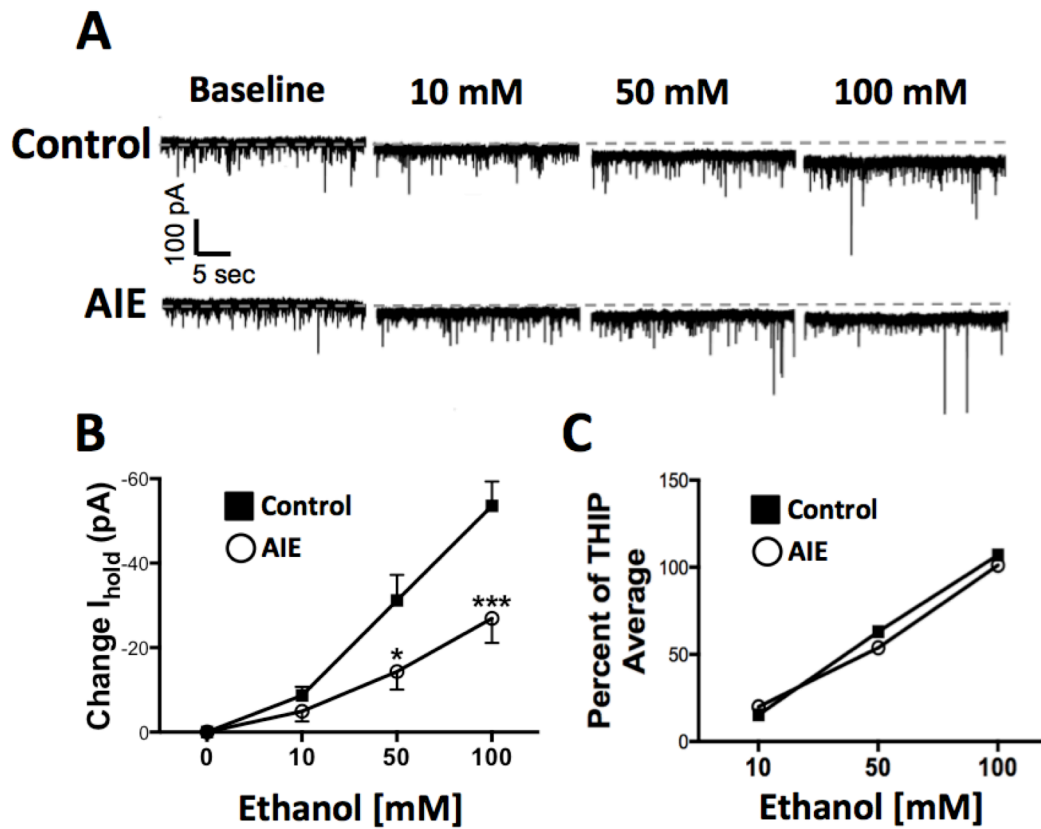 A
Baseline 10 mM 50 mM 100 mM
Control
100 pA
5 sec
AIE
B
Change I_hold (pA)
-60
-40
-20
0
Control
AIE
*
***
0 10 50 100
Ethanol [mM]
C
Percent of THIP
Average
150
100
50
0
Control
AIE
10 50 100
Ethanol [mM]